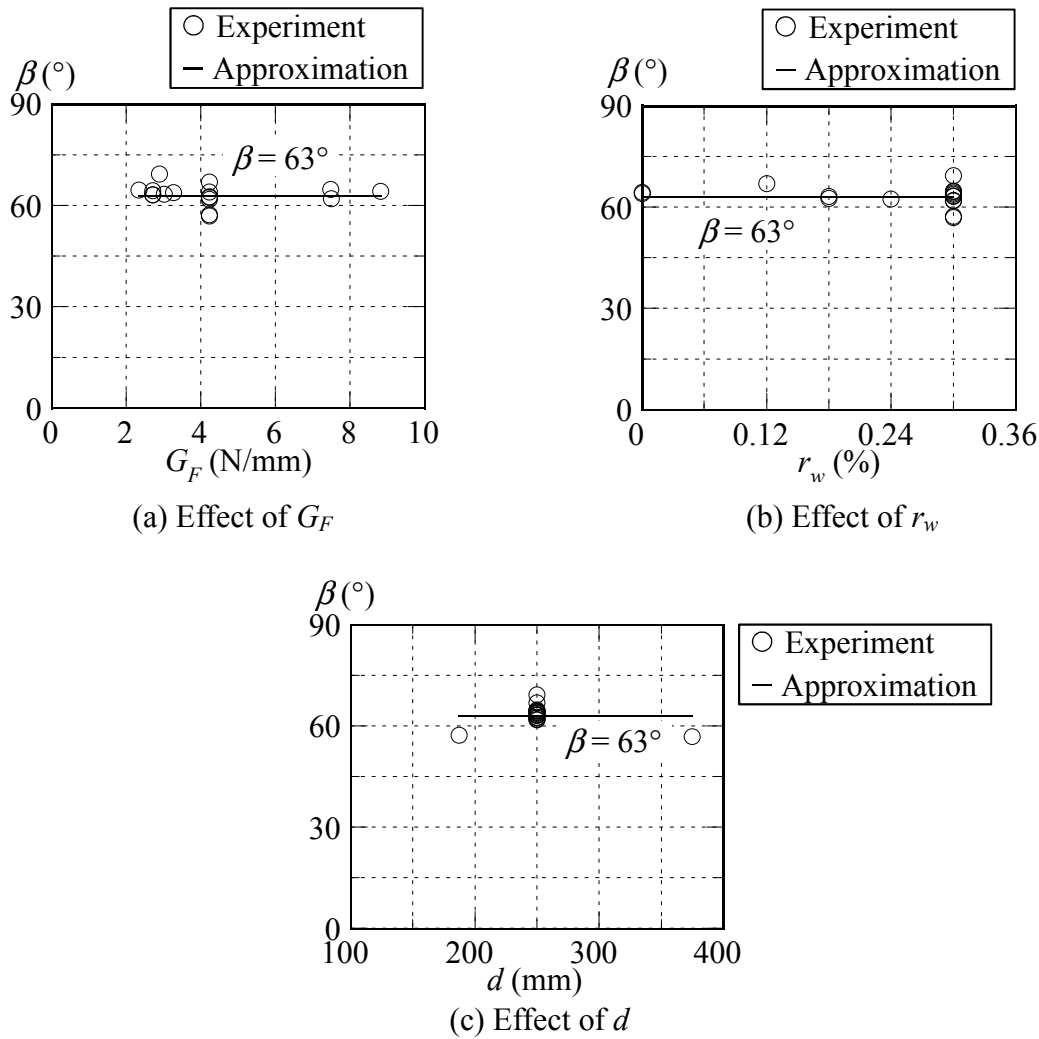 Experiment
Approximation
β (°)
90
60
30
0
β = 63°
0 2 4 6 8 10
G_F (N/mm)
(a) Effect of G_F
Experiment
Approximation
β (°)
90
60
30
0
β = 63°
0 0.12 0.24 0.36
r_w (%)
(b) Effect of r_w
β (°)
90
60
30
0
Experiment
Approximation
β = 63°
100 200 300 400
d (mm)
(c) Effect of d